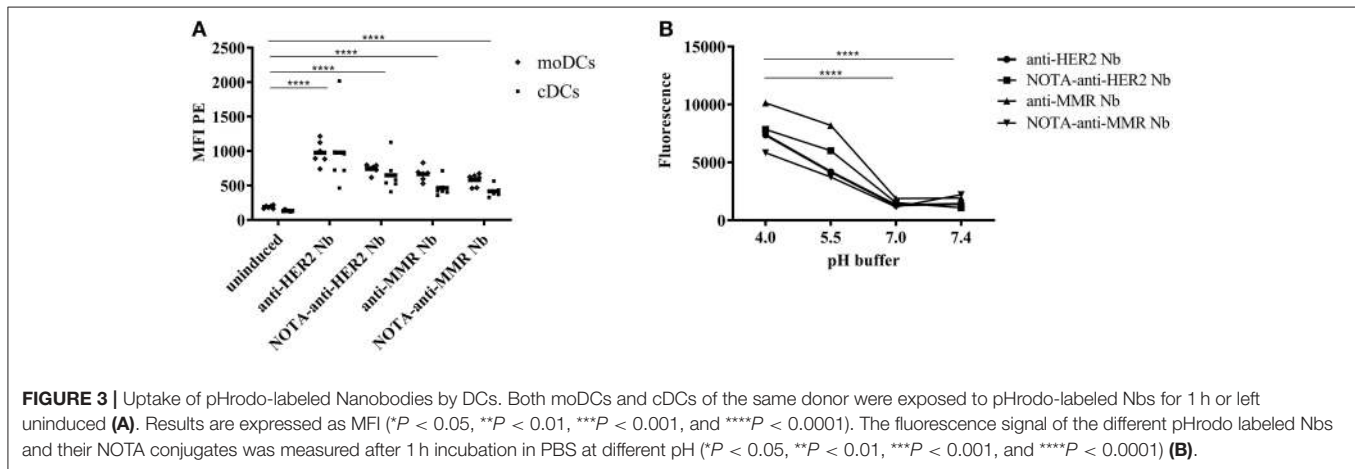 A
2500
2000
1500
1000
500
0
MFI PE
****
****
****
****
moDCs
cDCs
uninduced
anti-HER2 Nb
NOTA-anti-HER2 Nb
anti-MMR Nb
NOTA-anti-MMR Nb
B
15000
10000
5000
0
Fluorescence
****
****
4.0 5.5 7.0 7.4
pH buffer
anti-HER2 Nb
NOTA-anti-HER2 Nb
anti-MMR Nb
NOTA-anti-MMR Nb
FIGURE 3 | Uptake of pHrodo-labeled Nanobodies by DCs. Both moDCs and cDCs of the same donor were exposed to pHrodo-labeled Nbs for 1 h or left
uninduced (A). Results are expressed as MFI (*P < 0.05, **P < 0.01, ***P < 0.001, and ****P < 0.0001). The fluorescence signal of the different pHrodo labeled Nbs
and their NOTA conjugates was measured after 1 h incubation in PBS at different pH (*P < 0.05, **P < 0.01, ***P < 0.001, and ****P < 0.0001) (B).